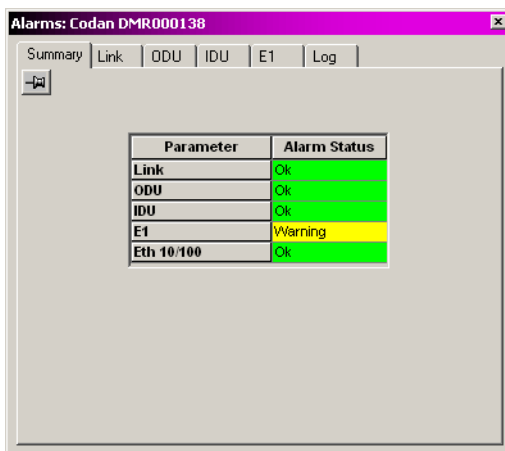 Alarms: Codan DMR000138
Summary Link ODU IDU E1 Log
Parameter Alarm Status
Link Ok
ODU Ok
IDU Ok
E1 Warning
Eth 10/100 Ok